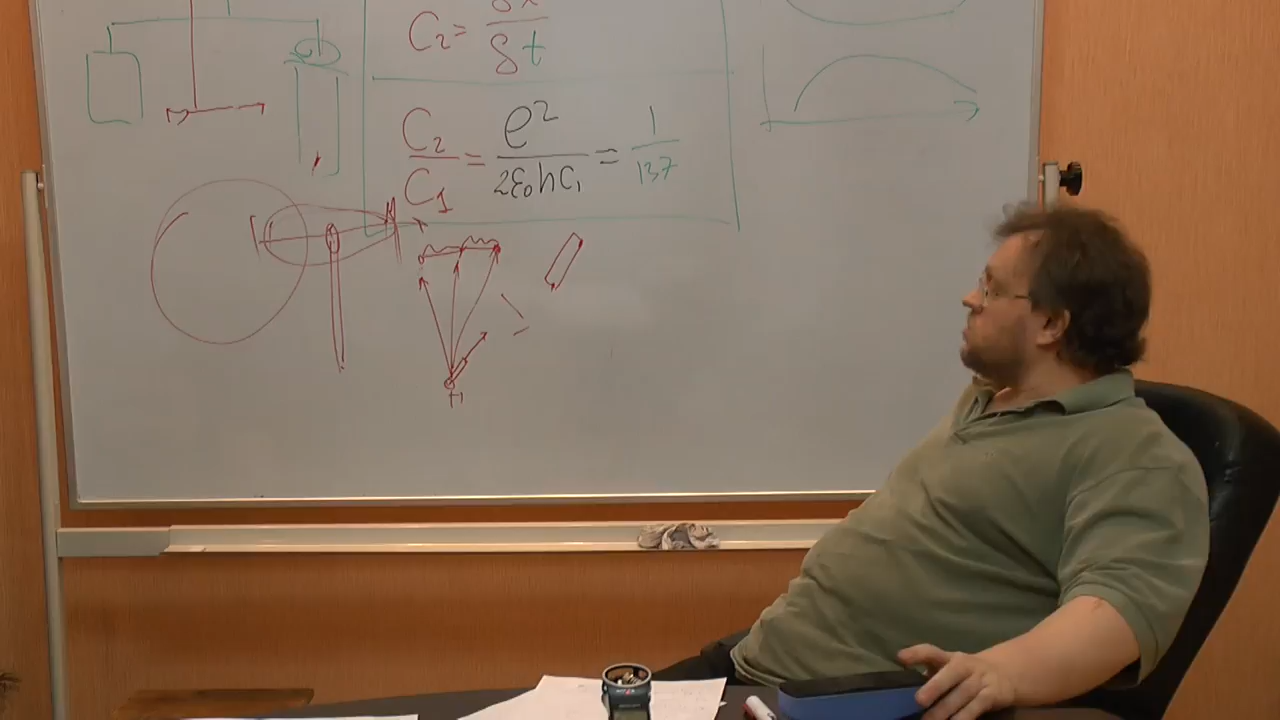 C₂ = δx/δt
C₂/C₁ = e²/2ε₀hC₁ = 1/137